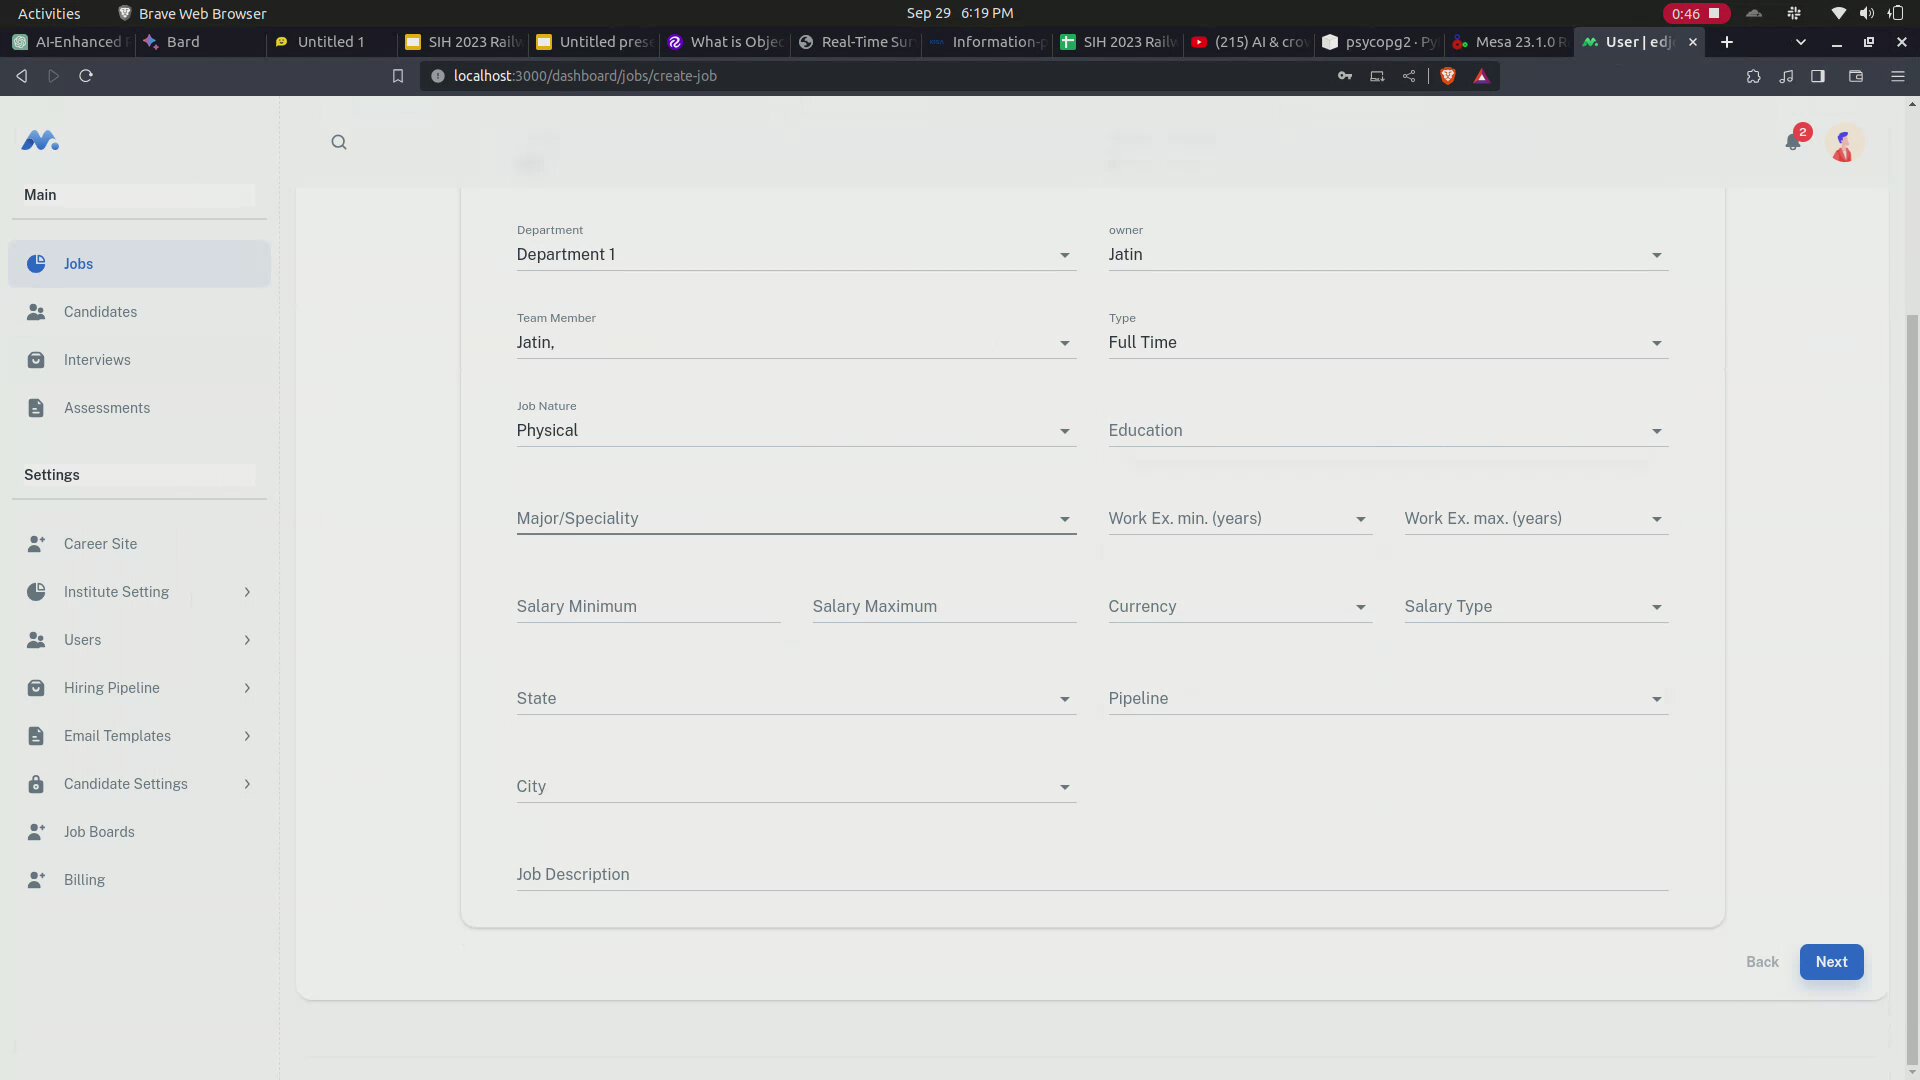 Activities
Brave Web Browser
Sep 29 6:19 PM
0:46
AI-Enhanced
Bard
Untitled 1
SIH 2023 Railw
Untitled prese
What is Objec
Real-Time Sur
Information-p
SIH 2023 Railw
(215) AI & crow
psycopg2 · Py
Mesa 23.1.0 R
User | edjo
localhost:3000/dashboard/jobs/create-job
2
Main
Jobs
Candidates
Interviews
Assessments
Settings
Career Site
Institute Setting
Users
Hiring Pipeline
Email Templates
Candidate Settings
Job Boards
Billing
Department
Department 1
owner
Jatin
Team Member
Jatin,
Type
Full Time
Job Nature
Physical
Education
Major/Speciality
Work Ex. min. (years)
Work Ex. max. (years)
Salary Minimum
Salary Maximum
Currency
Salary Type
State
Pipeline
City
Job Description
Back
Next